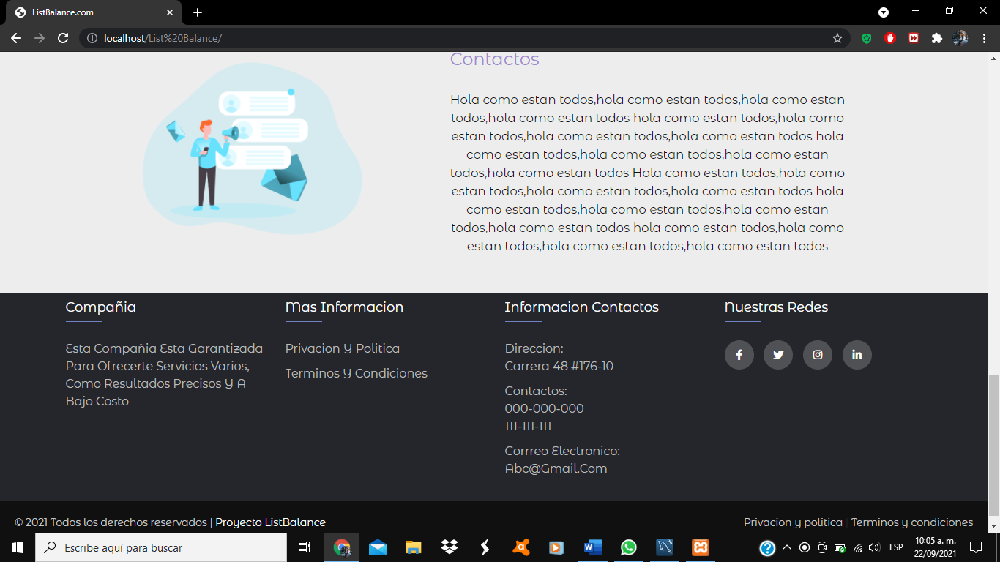 ListBalance.com
localhost/List%20Balance/
Contactos
Hola como estan todos,hola como estan todos,hola como estan
todos,hola como estan todos hola como estan todos,hola como
estan todos,hola como estan todos,hola como estan todos hola
como estan todos,hola como estan todos,hola como estan
todos,hola como estan todos Hola como estan todos,hola como
estan todos,hola como estan todos,hola como estan todos hola
como estan todos,hola como estan todos,hola como estan
todos,hola como estan todos hola como estan todos,hola como
estan todos,hola como estan todos,hola como estan todos
Compañia
Esta Compañia Esta Garantizada
Para Ofrecerte Servicios Varios,
Como Resultados Precisos Y A
Bajo Costo
Mas Informacion
Privacion Y Politica
Terminos Y Condiciones
Informacion Contactos
Direccion:
Carrera 48 #176-10
Contactos:
000-000-000
111-111-111
Corrreo Electronico:
Abc@Gmail.Com
Nuestras Redes
© 2021 Todos los derechos reservados | Proyecto ListBalance
Privacion y politica | Terminos y condiciones
Escribe aquí para buscar
ESP
10:05 a. m.
22/09/2021